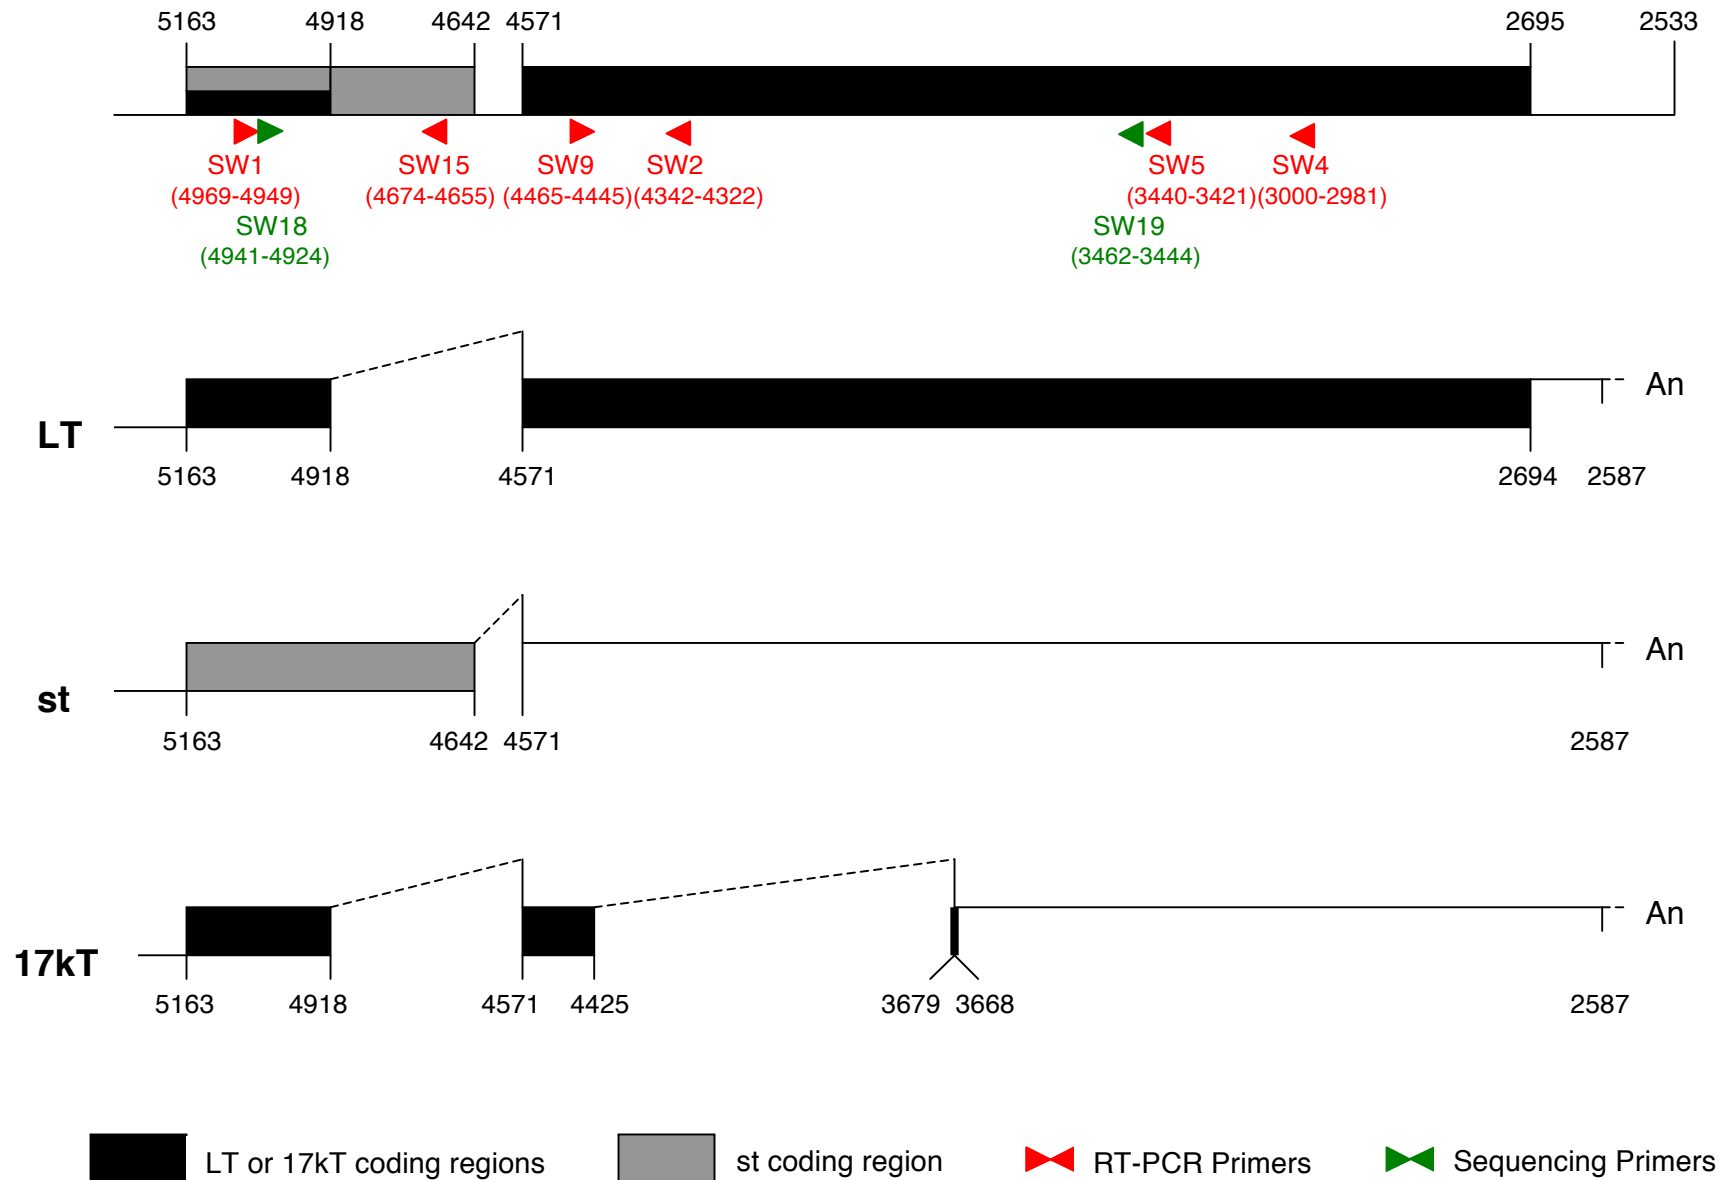 5163 4918 4642 4571 2695 2533
SW1 SW15 SW9 SW2 SW5 SW4
(4969-4949) (4674-4655) (4465-4445)(4342-4322) (3440-3421)(3000-2981)
SW18 SW19
(4941-4924) (3462-3444)
An
LT
5163 4918 4571 2694 2587
An
st
5163 4642 4571 2587
An
17kT
5163 4918 4571 4425 3679 3668 2587
LT or 17kT coding regions st coding region RT-PCR Primers Sequencing Primers